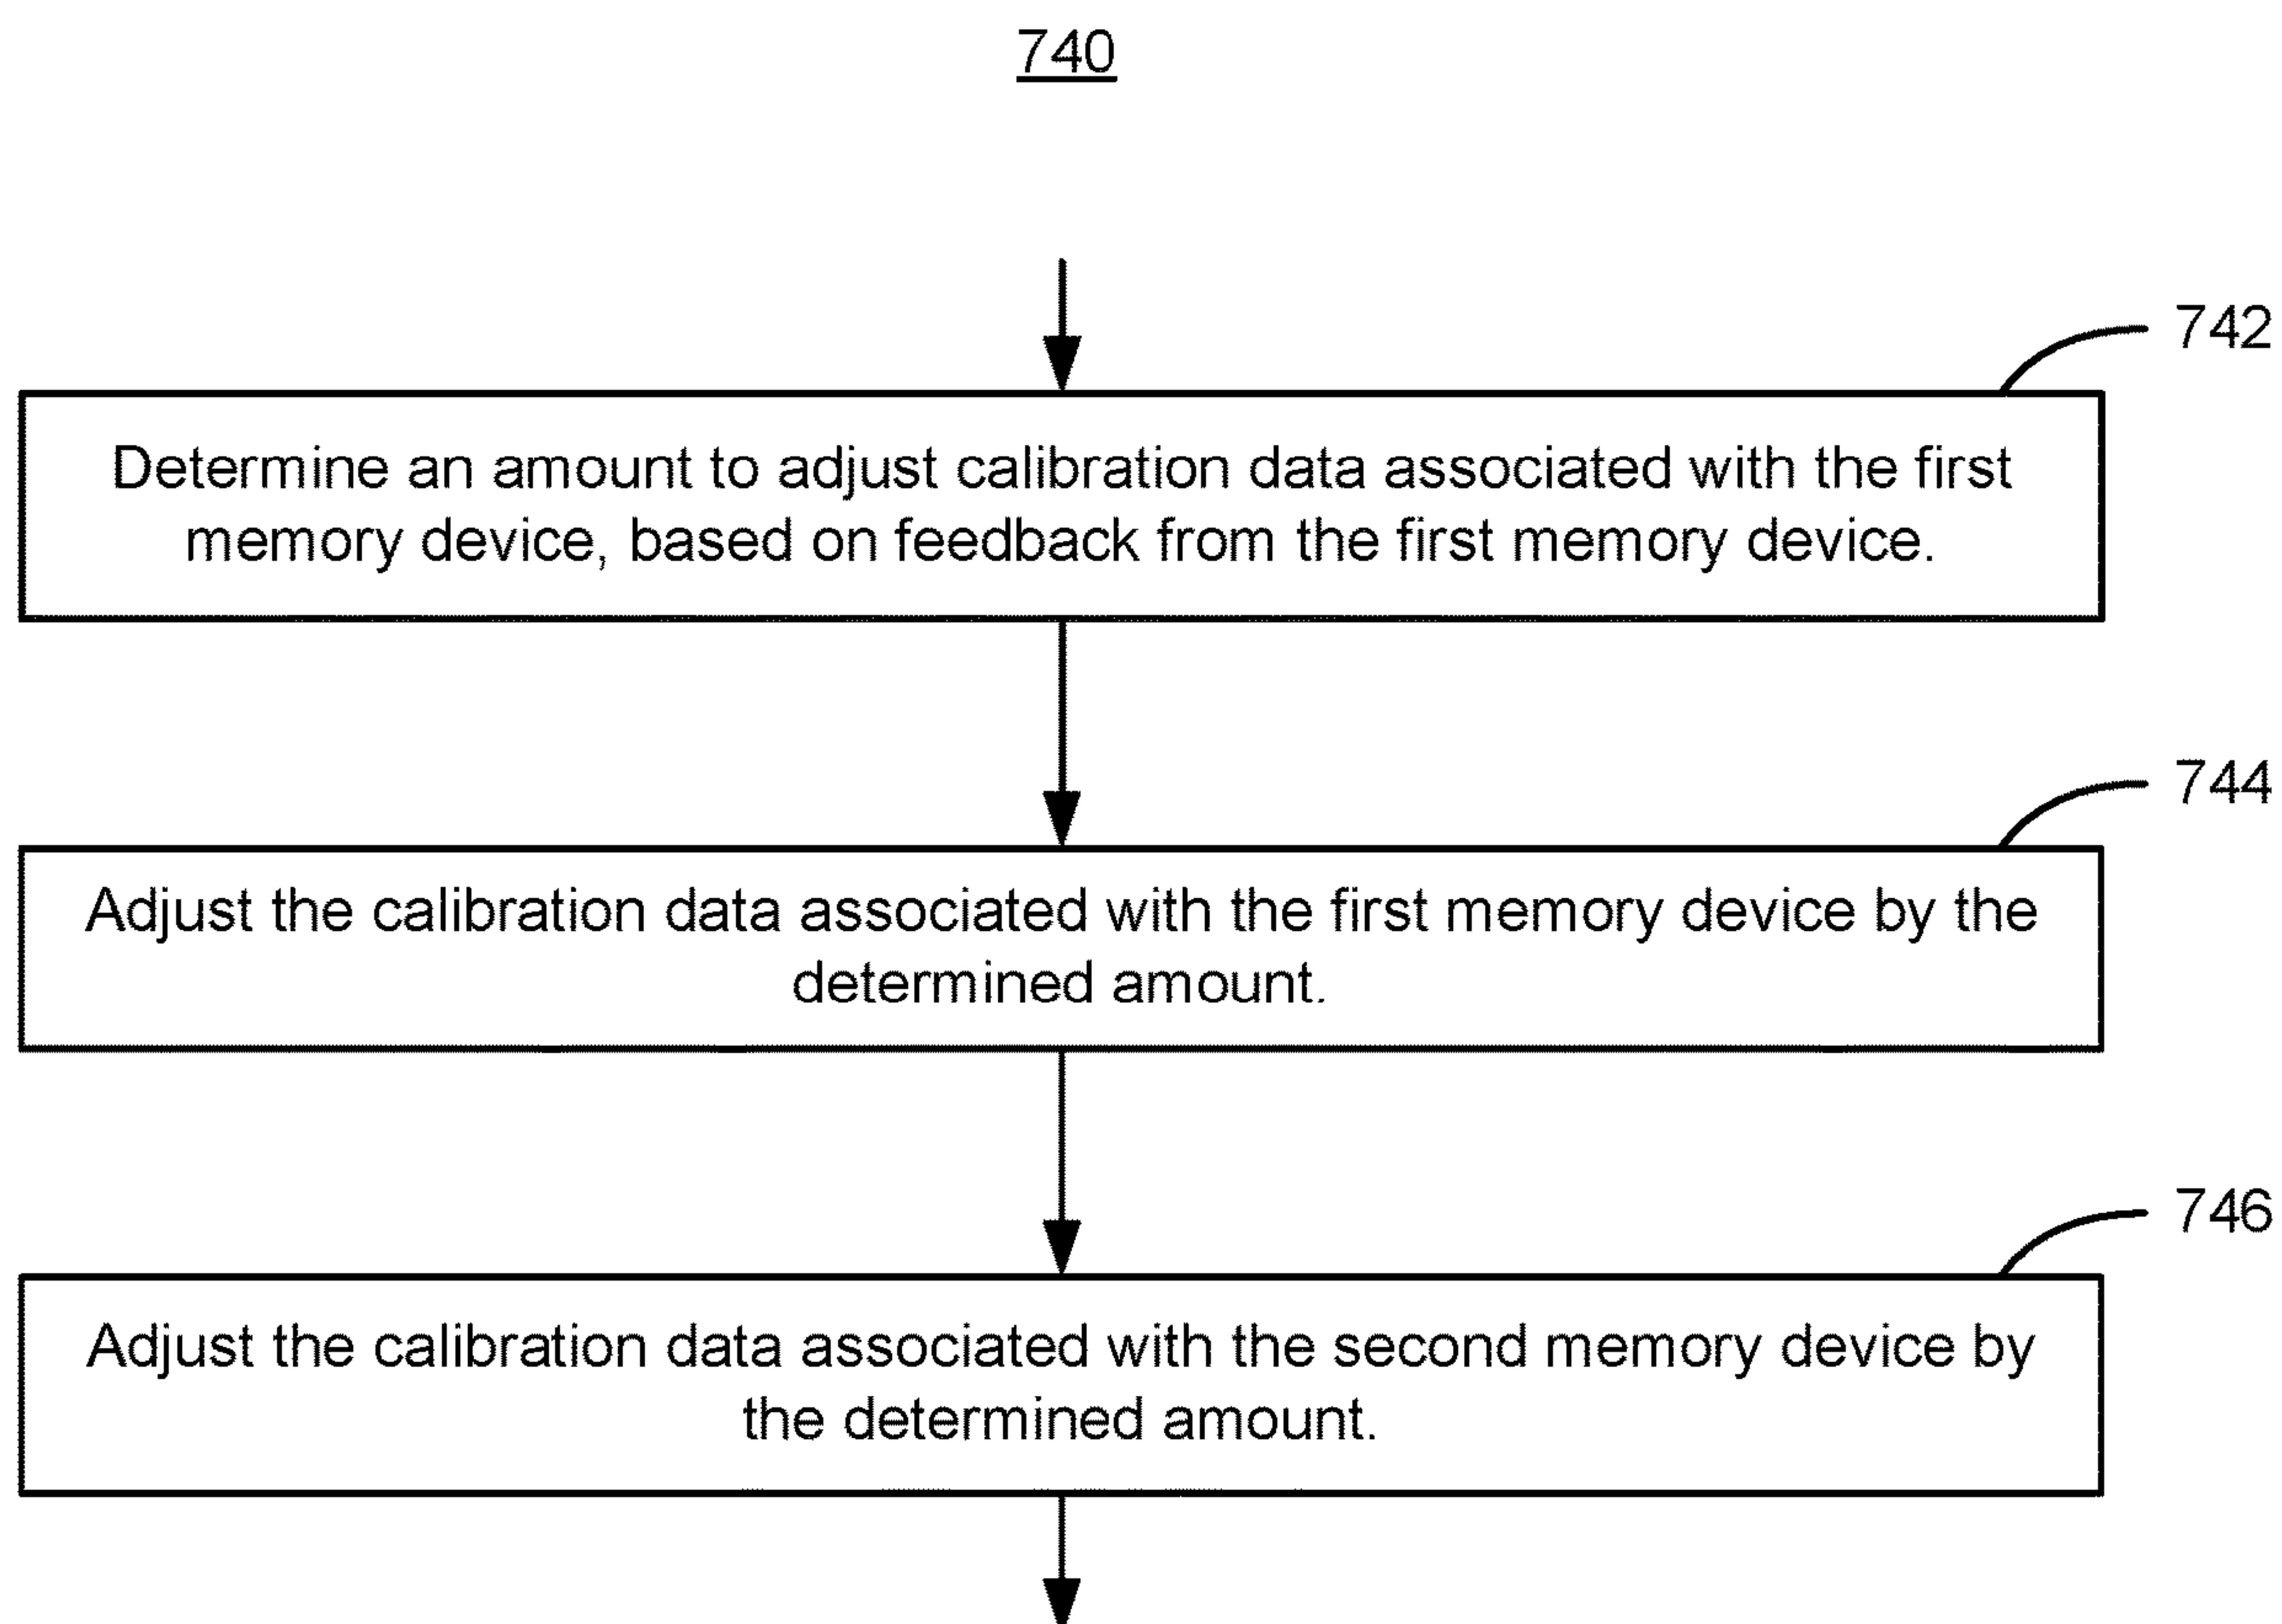 740
742
Determine an amount to adjust calibration data associated with the first
memory device, based on feedback from the first memory device.
744
Adjust the calibration data associated with the first memory device by the
determined amount.
746
Adjust the calibration data associated with the second memory device by
the determined amount.